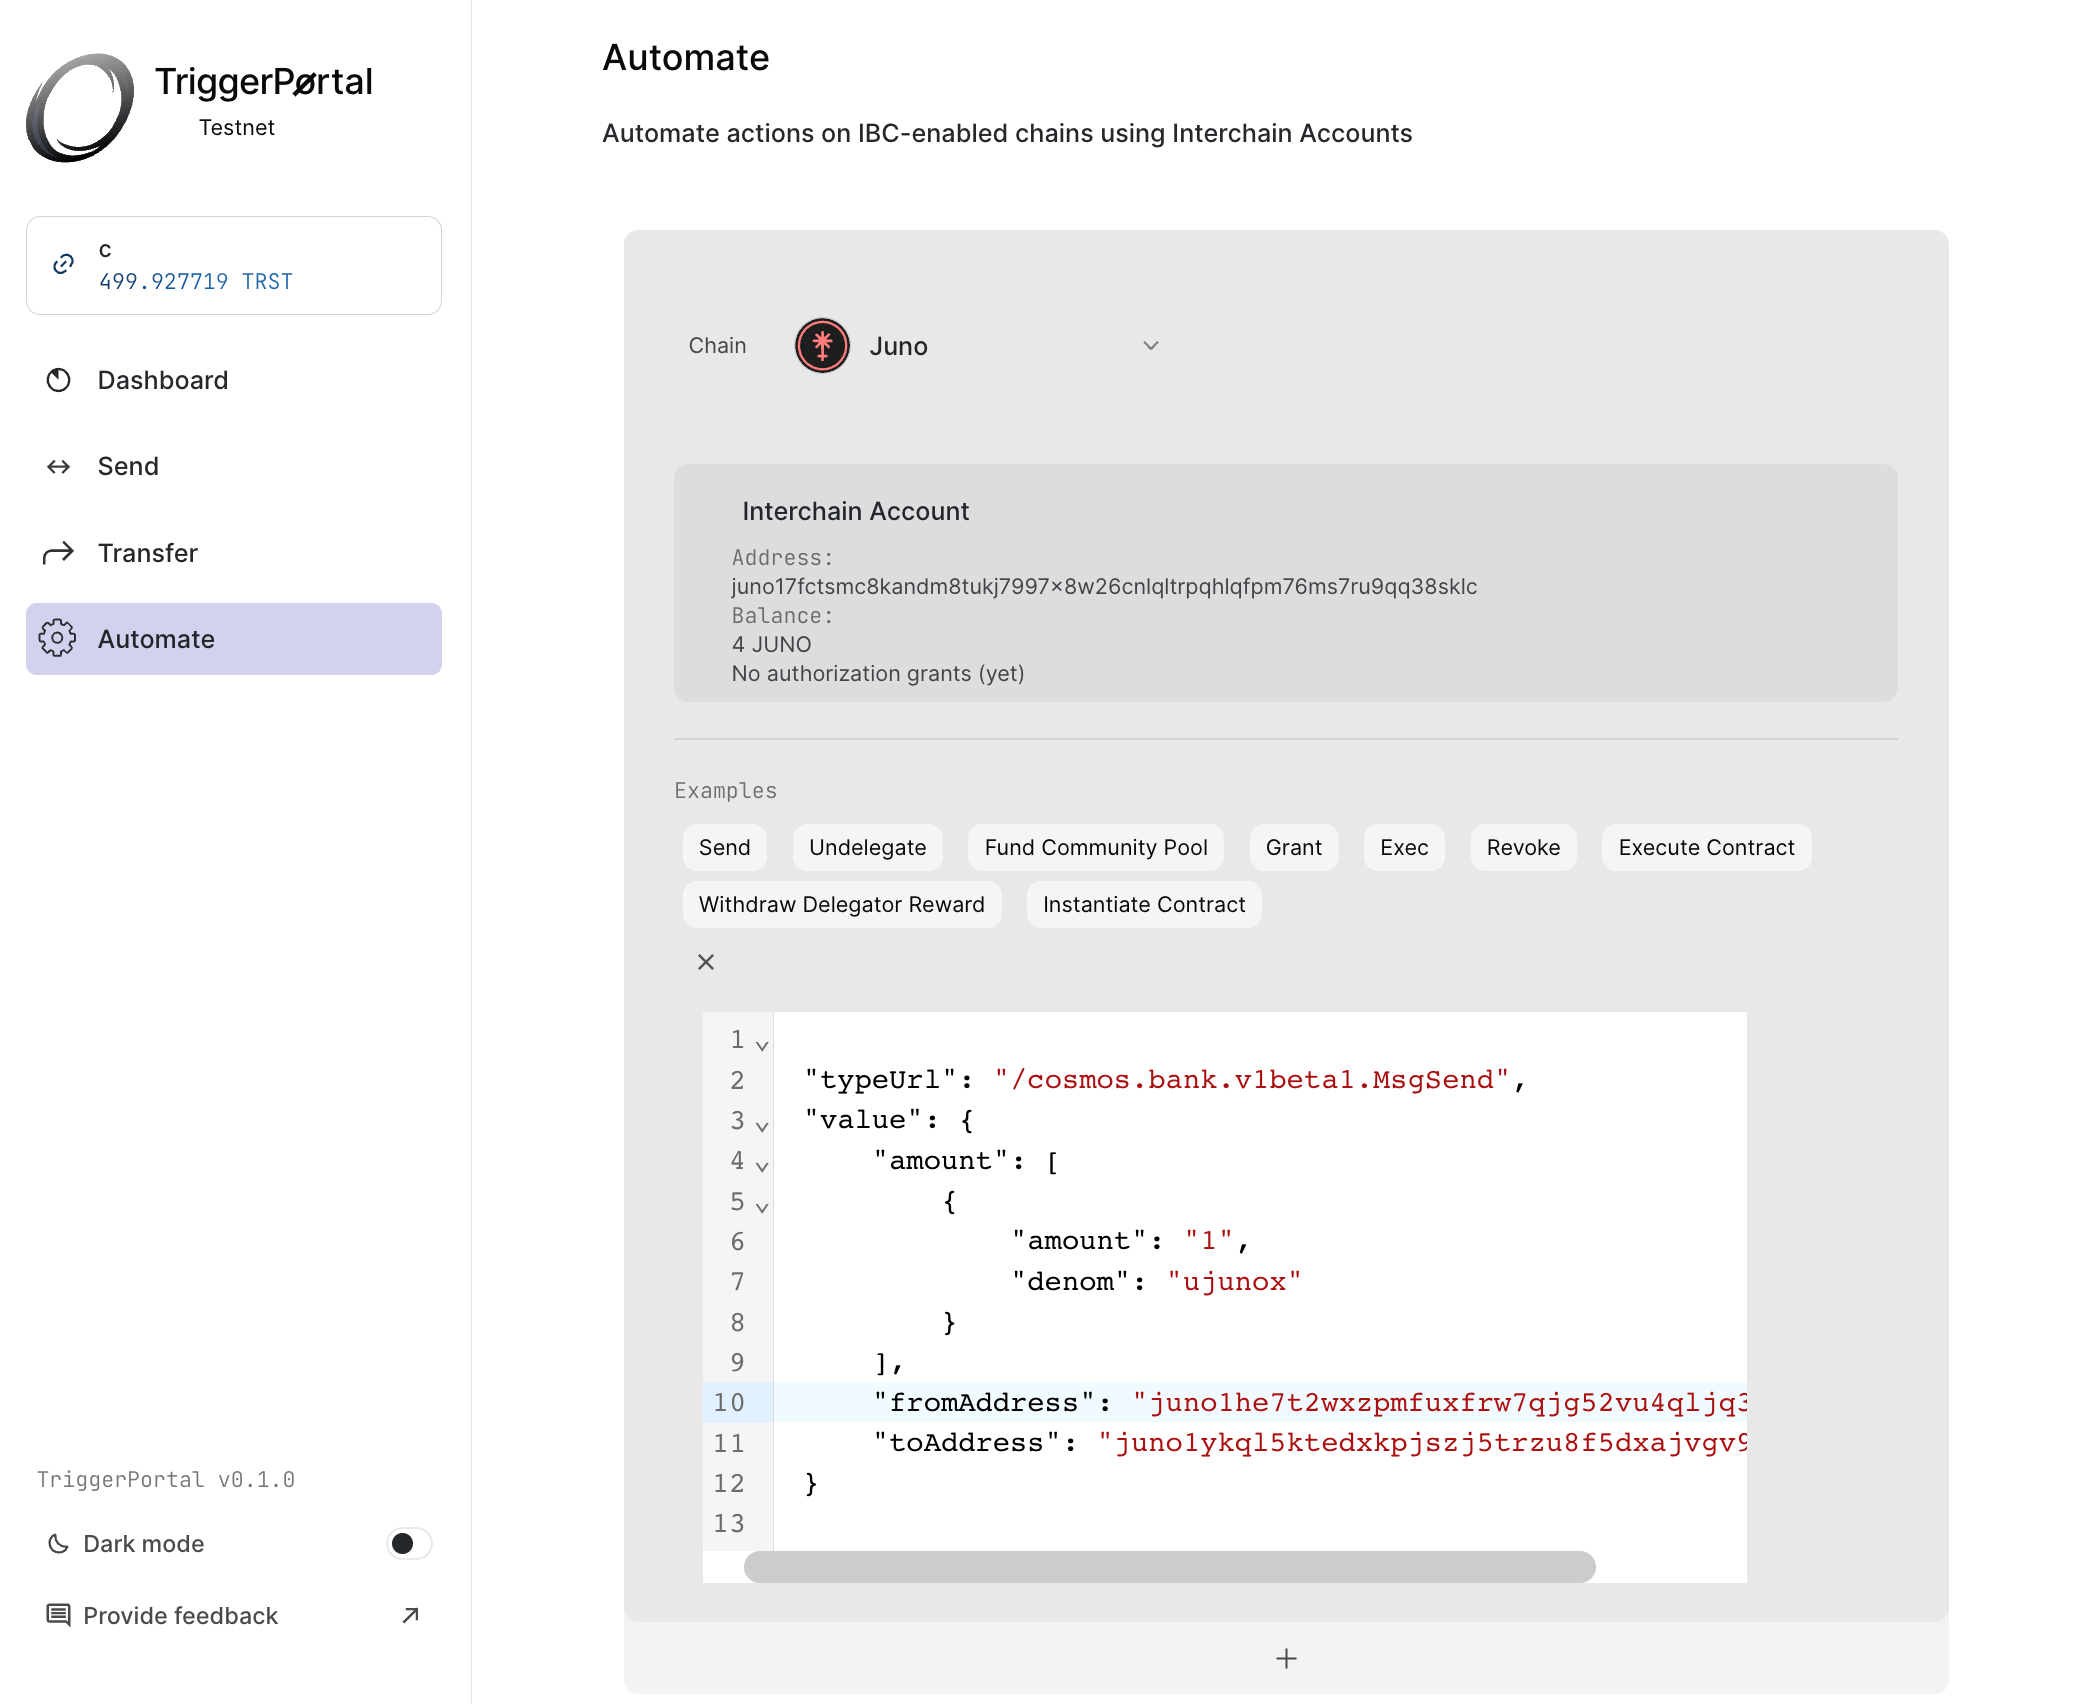 TriggerPørtal
Testnet
c
499.927719 TRST
Dashboard
Send
Transfer
Automate
TriggerPortal v0.1.0
Dark mode
Provide feedback
Automate
Automate actions on IBC-enabled chains using Interchain Accounts
Chain Juno
Interchain Account
Address:
juno17fctsmc8kandm8tukj7997x8w26cnlqltrpqhlqfpm76ms7ru9qq38sklc
Balance:
4 JUNO
No authorization grants (yet)
Examples
Send Undelegate Fund Community Pool Grant Exec Revoke Execute Contract
Withdraw Delegator Reward Instantiate Contract
1
2 "typeUrl": "/cosmos.bank.v1beta1.MsgSend",
3 "value": {
4 "amount": [
5 {
6 "amount": "1",
7 "denom": "ujunox"
8 }
9 ],
10 "fromAddress": "juno1he7t2wxzpmfuxfrw7qjg52vu4qljq3
11 "toAddress": "juno1ykql5ktedxkpjszj5trzu8f5dxajvgv9
12 }
13